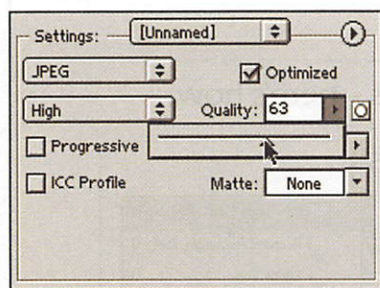 Settings: [Unnamed]
JPEG Optimized
High Quality: 63
Progressive
ICC Profile Matte: None